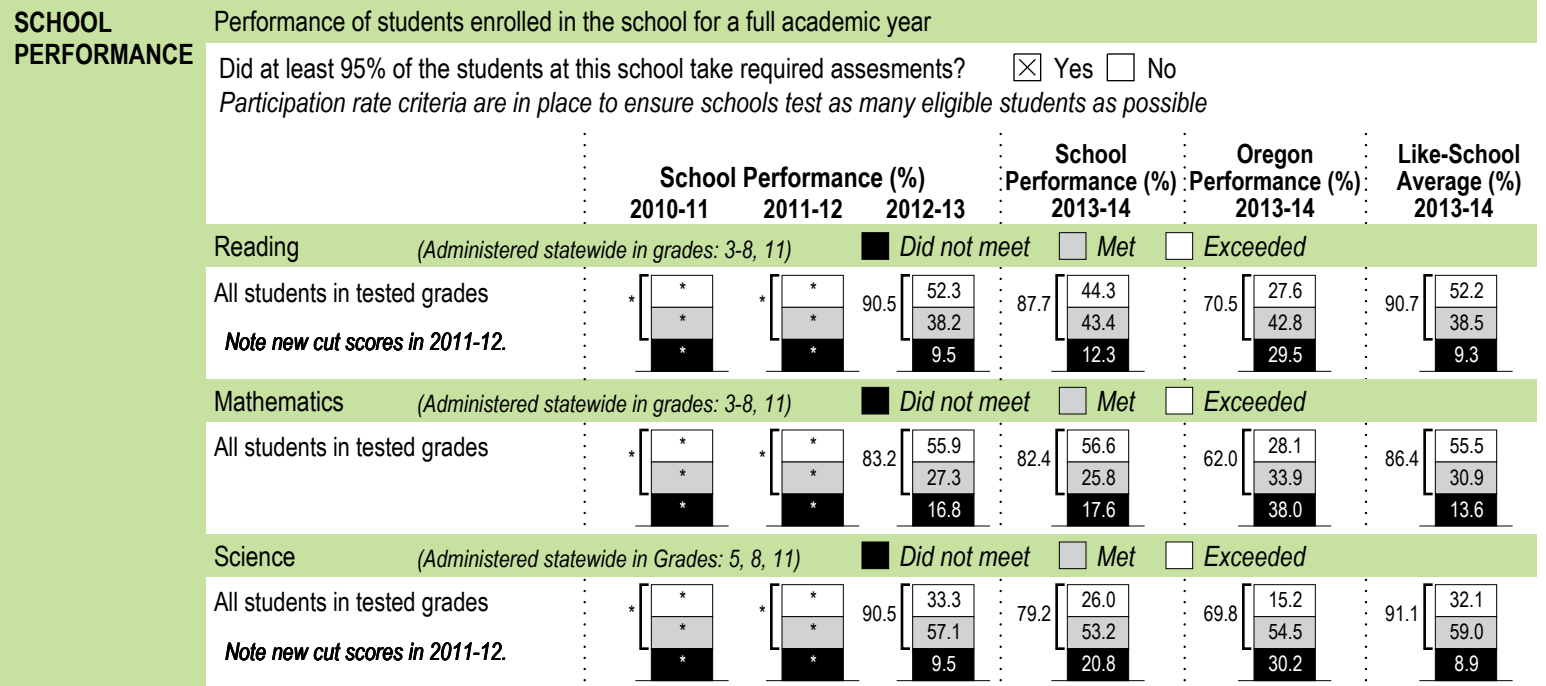 SCHOOL PERFORMANCE
Performance of students enrolled in the school for a full academic year
Did at least 95% of the students at this school take required assesments? ☒ Yes ☐ No
Participation rate criteria are in place to ensure schools test as many eligible students as possible
School Performance (%) School Performance (%) Oregon Performance (%) Like-School Average (%)
2010-11 2011-12 2012-13 2013-14 2013-14 2013-14
Reading (Administered statewide in grades: 3-8, 11) Did not meet Met Exceeded
All students in tested grades
Note new cut scores in 2011-12.
* * 52.3 44.3 27.6 52.2
* * 90.5 87.7 70.5 90.7
* * 38.2 43.4 42.8 38.5
* * 9.5 12.3 29.5 9.3
Mathematics (Administered statewide in grades: 3-8, 11) Did not meet Met Exceeded
All students in tested grades
* * 55.9 56.6 28.1 55.5
* * 83.2 82.4 62.0 86.4
* * 27.3 25.8 33.9 30.9
* * 16.8 17.6 38.0 13.6
Science (Administered statewide in Grades: 5, 8, 11) Did not meet Met Exceeded
All students in tested grades
Note new cut scores in 2011-12.
* * 33.3 26.0 15.2 32.1
* * 90.5 79.2 69.8 91.1
* * 57.1 53.2 54.5 59.0
* * 9.5 20.8 30.2 8.9